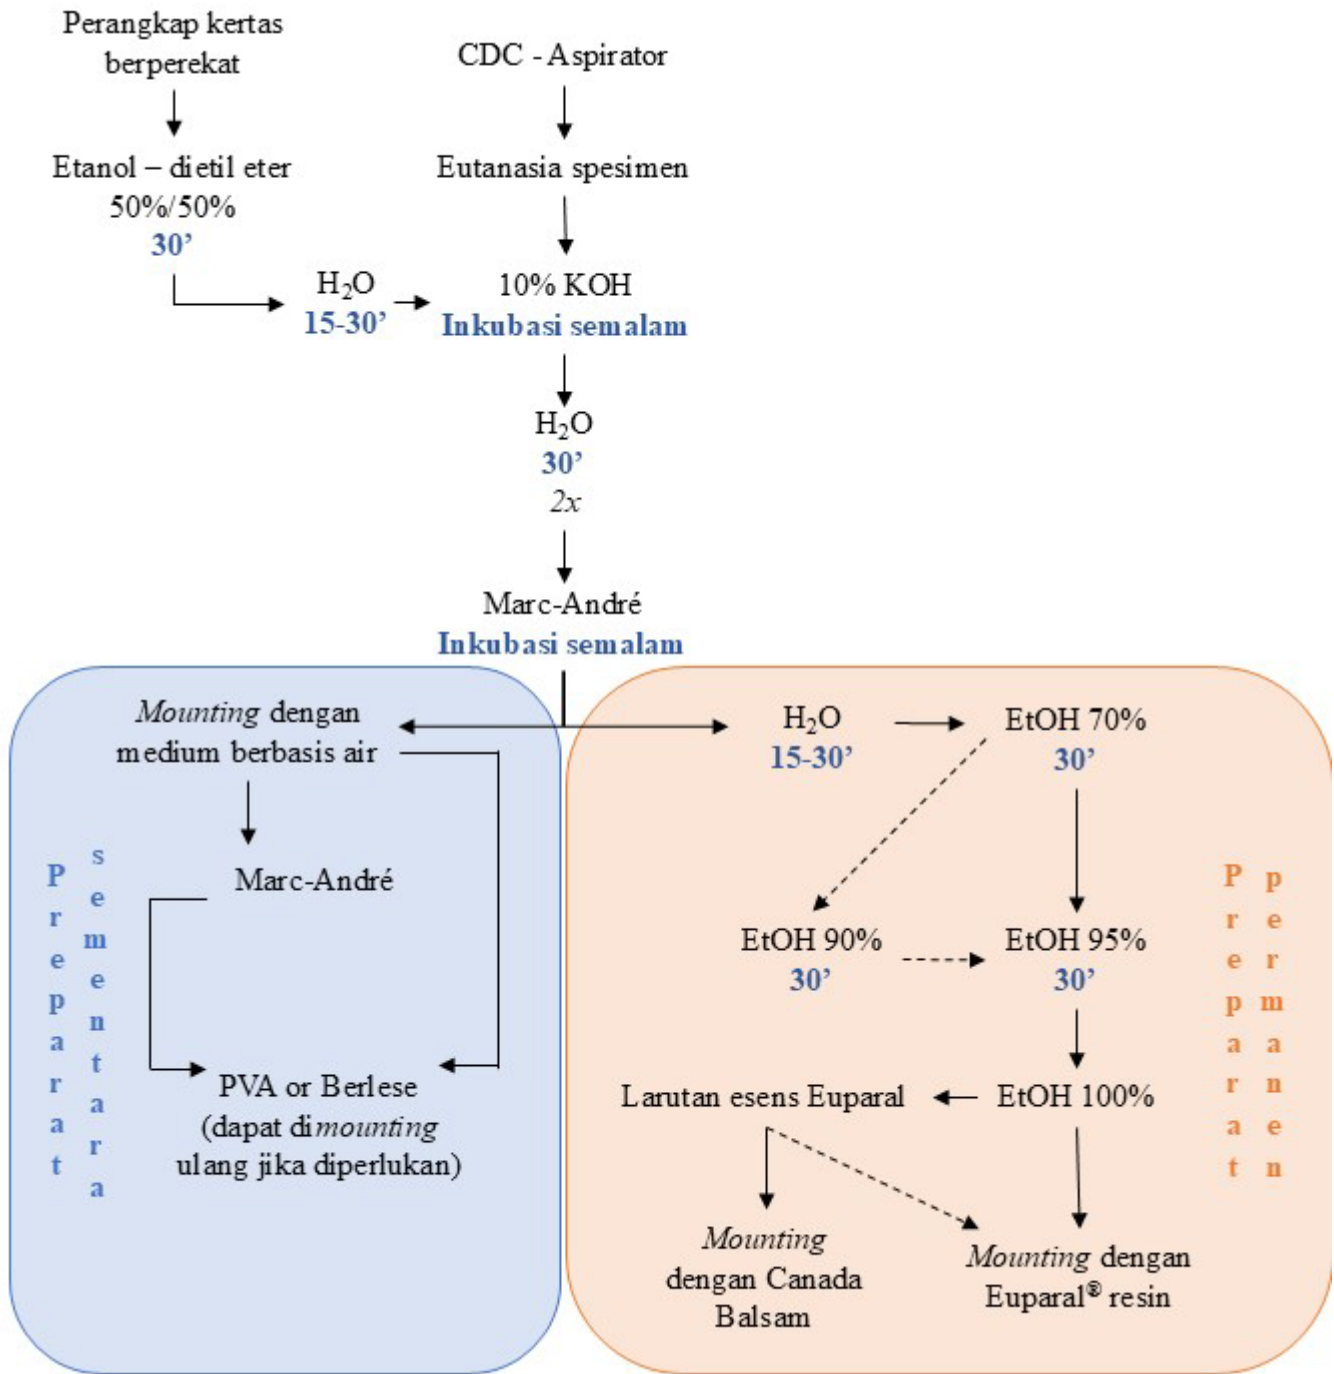 Perangkap kertas
berperekat
CDC - Aspirator
Etanol – dietil eter
50%/50%
30’
Eutanasia spesimen
H₂O
15-30’
10% KOH
Inkubasi semalam
H₂O
30’
2x
Marc-André
Inkubasi semalam
Mounting dengan
medium berbasis air
Marc-André
PVA or Berlese
(dapat dimounting
ulang jika diperlukan)
Preparat
sementara
H₂O
15-30’
EtOH 70%
30’
EtOH 90%
30’
EtOH 95%
30’
Larutan esens Euparal
EtOH 100%
Mounting
dengan Canada
Balsam
Mounting dengan
Euparal® resin
Preparat
permanen